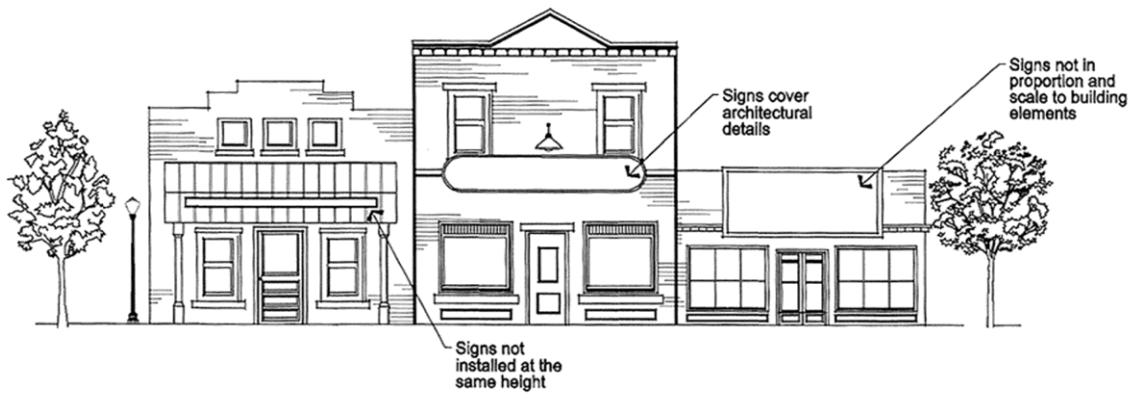 Signs cover
architectural
details
Signs not in
proportion and
scale to building
elements
Signs not
installed at the
same height